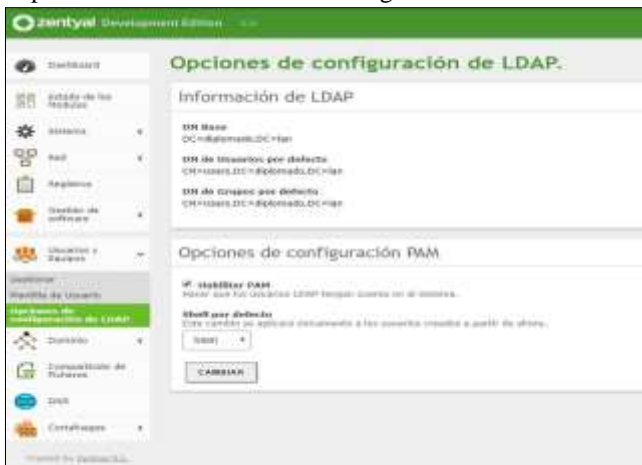 zentyal Development Edition
Dashboard
Estado de los
Módulos
Sistema
Red
Registros
Gestión de
software
Usuarios y
Equipos
Gestionar
Plantilla de Usuario
Opciones de
configuración de LDAP
Dominio
Compartición de
Ficheros
DNS
Cortafuegos
Created by Zentyal S.L.
Opciones de configuración de LDAP.
Información de LDAP
DN Base
DC=diplomado,DC=lan
DN de Usuarios por defecto
CN=Users,DC=diplomado,DC=lan
DN de Grupos por defecto
CN=Users,DC=diplomado,DC=lan
Opciones de configuración PAM
Habilitar PAM
Hacer que los usuarios LDAP tengan cuenta en el sistema.
Shell por defecto
Este cambio se aplicará únicamente a los usuarios creados a partir de ahora.
bash
CAMBIAR